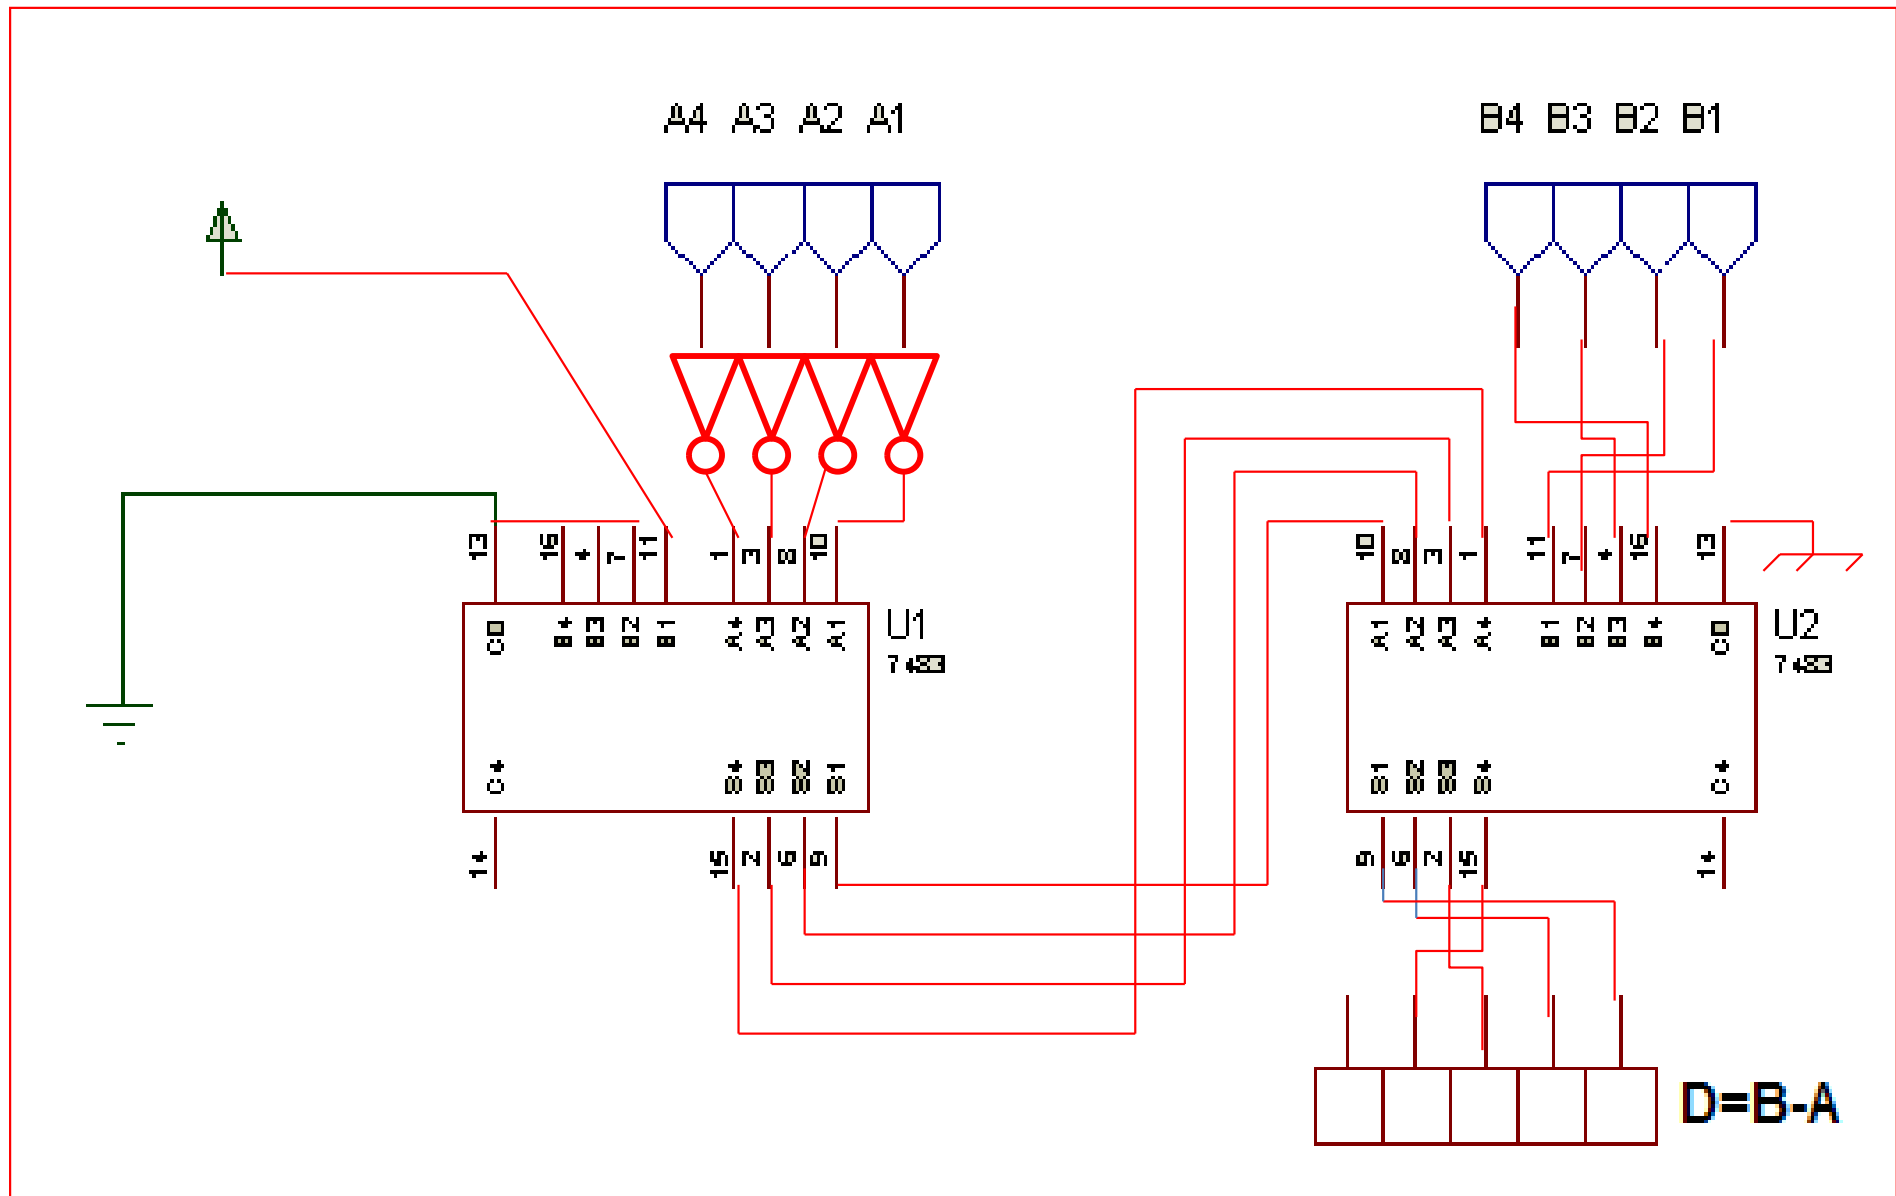 A4 A3 A2 A1
B4 B3 B2 B1
13 16 4 7 11 1 3 8 10
10 8 3 1 11 7 4 16 13
C0 B4 B3 B2 B1 A4 A3 A2 A1
U1
7483
A1 A2 A3 A4 B1 B2 B3 B4 C0
U2
7483
C4 S4 S3 S2 S1
S1 S2 S3 S4 C4
14 15 2 6 9
9 6 2 15 14
D=B-A